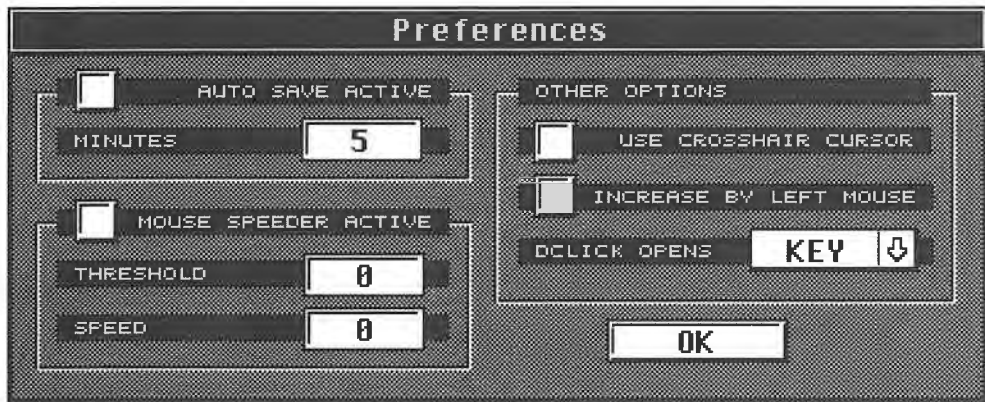 Preferences
AUTO SAVE ACTIVE
MINUTES 5
MOUSE SPEEDER ACTIVE
THRESHOLD 0
SPEED 0
OTHER OPTIONS
USE CROSSHAIR CURSOR
INCREASE BY LEFT MOUSE
DCLICK OPENS KEY
OK